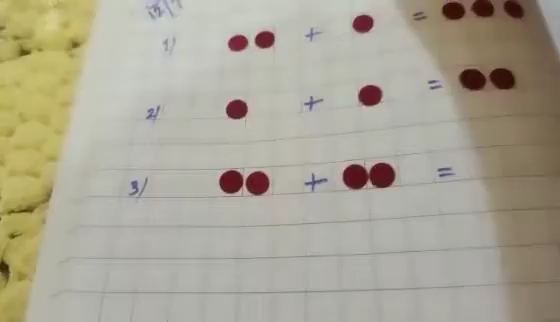 1) + =
2) + =
3) + =